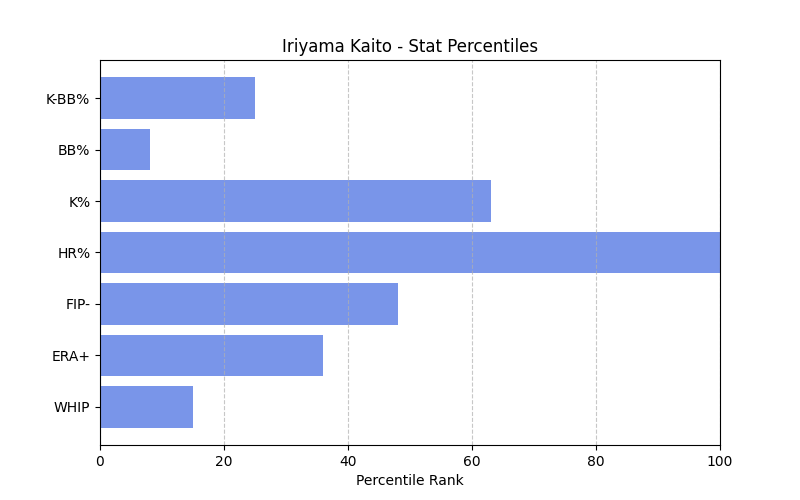 Iriyama Kaito - Stat Percentiles
K-BB%
BB%
K%
HR%
FIP-
ERA+
WHIP
0 20 40 60 80 100
Percentile Rank